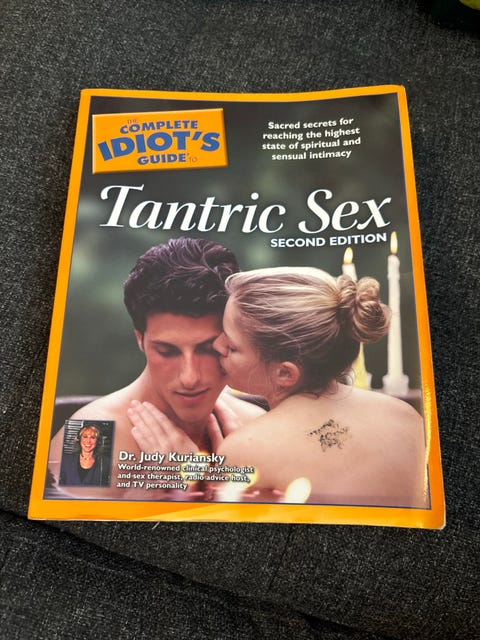 THE
COMPLETE
IDIOT'S
GUIDE TO
Sacred secrets for
reaching the highest
state of spiritual and
sensual intimacy
Tantric Sex
SECOND EDITION
Dr. Judy Kuriansky
World-renowned clinical psychologist
and sex therapist, radio advice host,
and TV personality